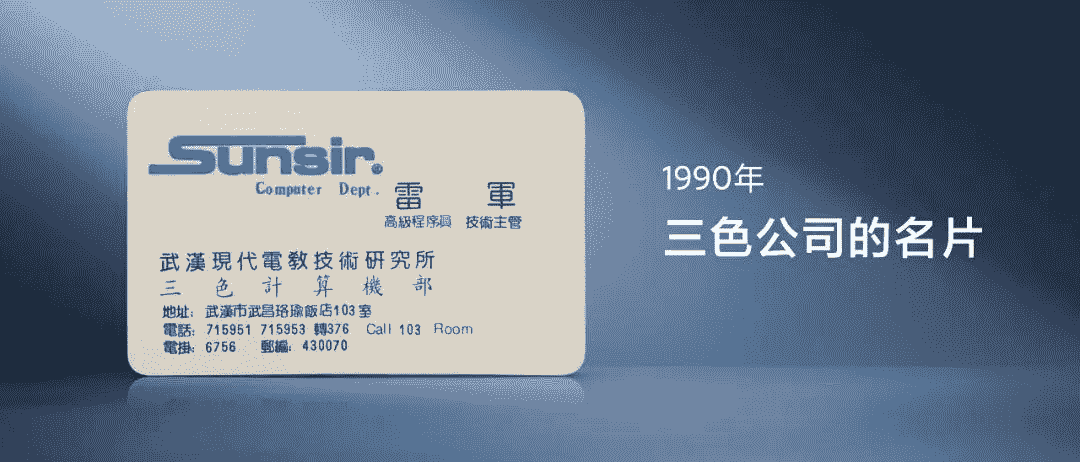 Sunsir.
Computer Dept.
雷 軍
高級程序員 技術主管
武漢現代電教技術研究所
三色計算機部
地址: 武漢市武昌珞瑜飯店103室
電話: 715951 715953 轉376 Call 103 Room
電掛: 6756 郵編: 430070
1990年
三色公司的名片